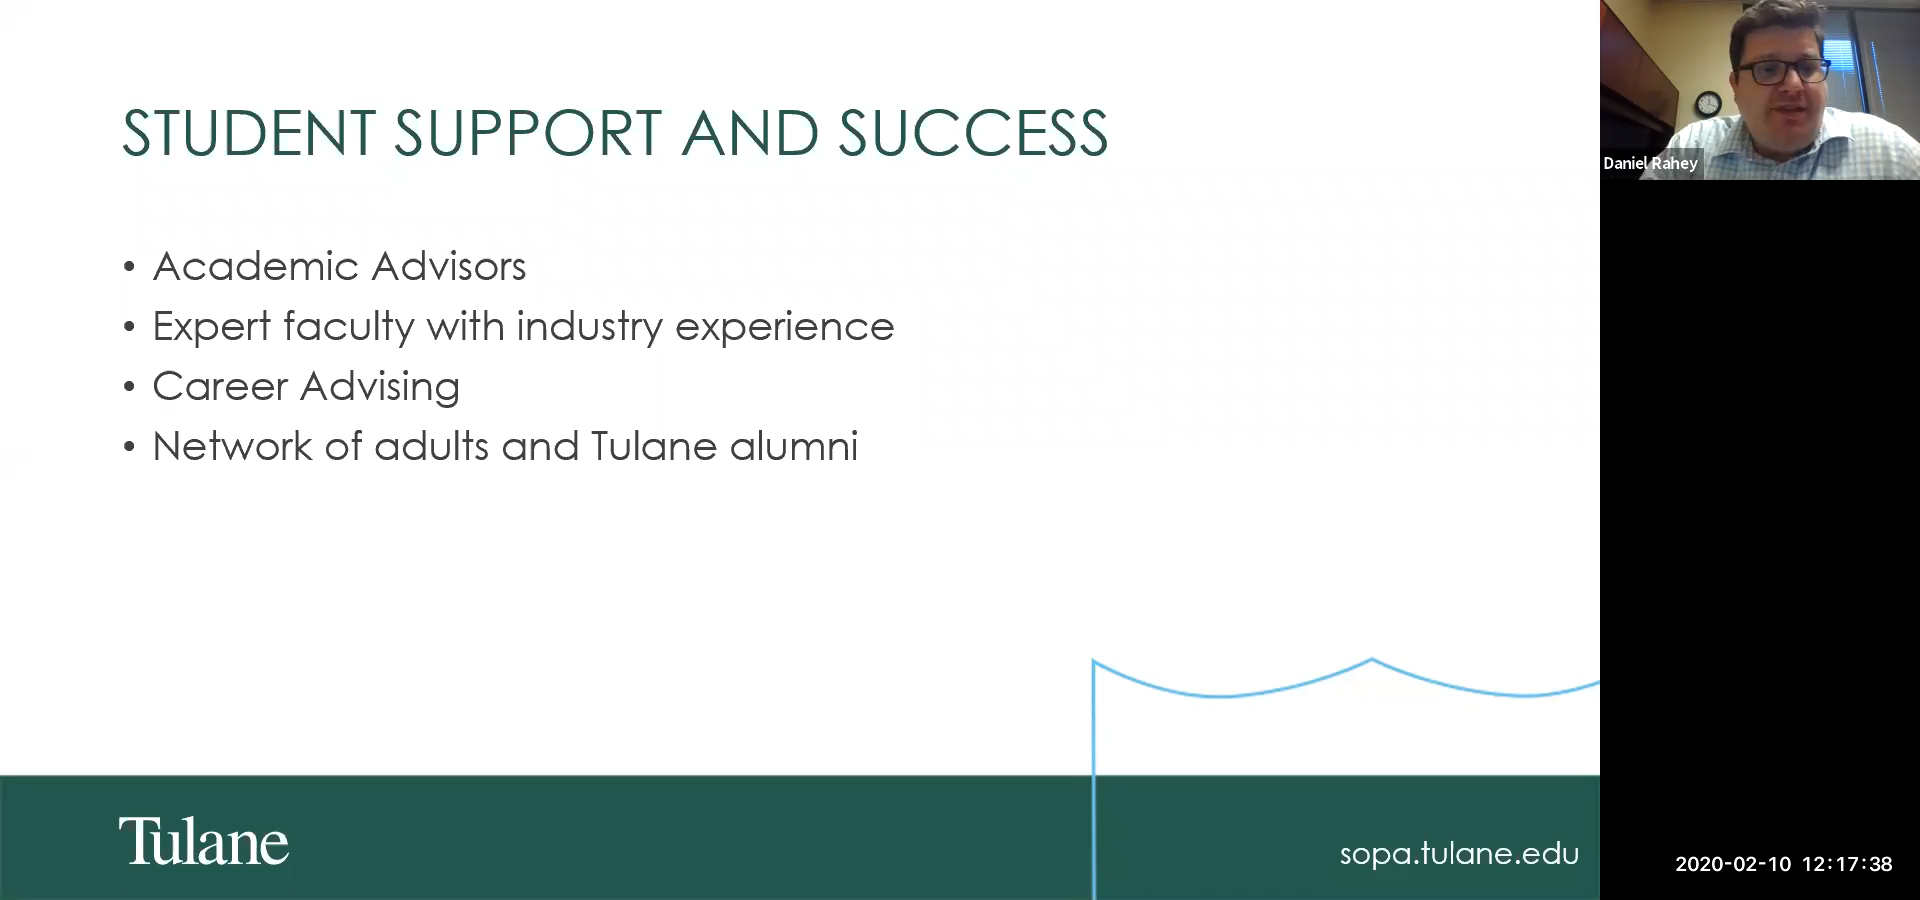 STUDENT SUPPORT AND SUCCESS
• Academic Advisors
• Expert faculty with industry experience
• Career Advising
• Network of adults and Tulane alumni
Tulane
sopa.tulane.edu
Daniel Rahey
2020-02-10 12:17:38